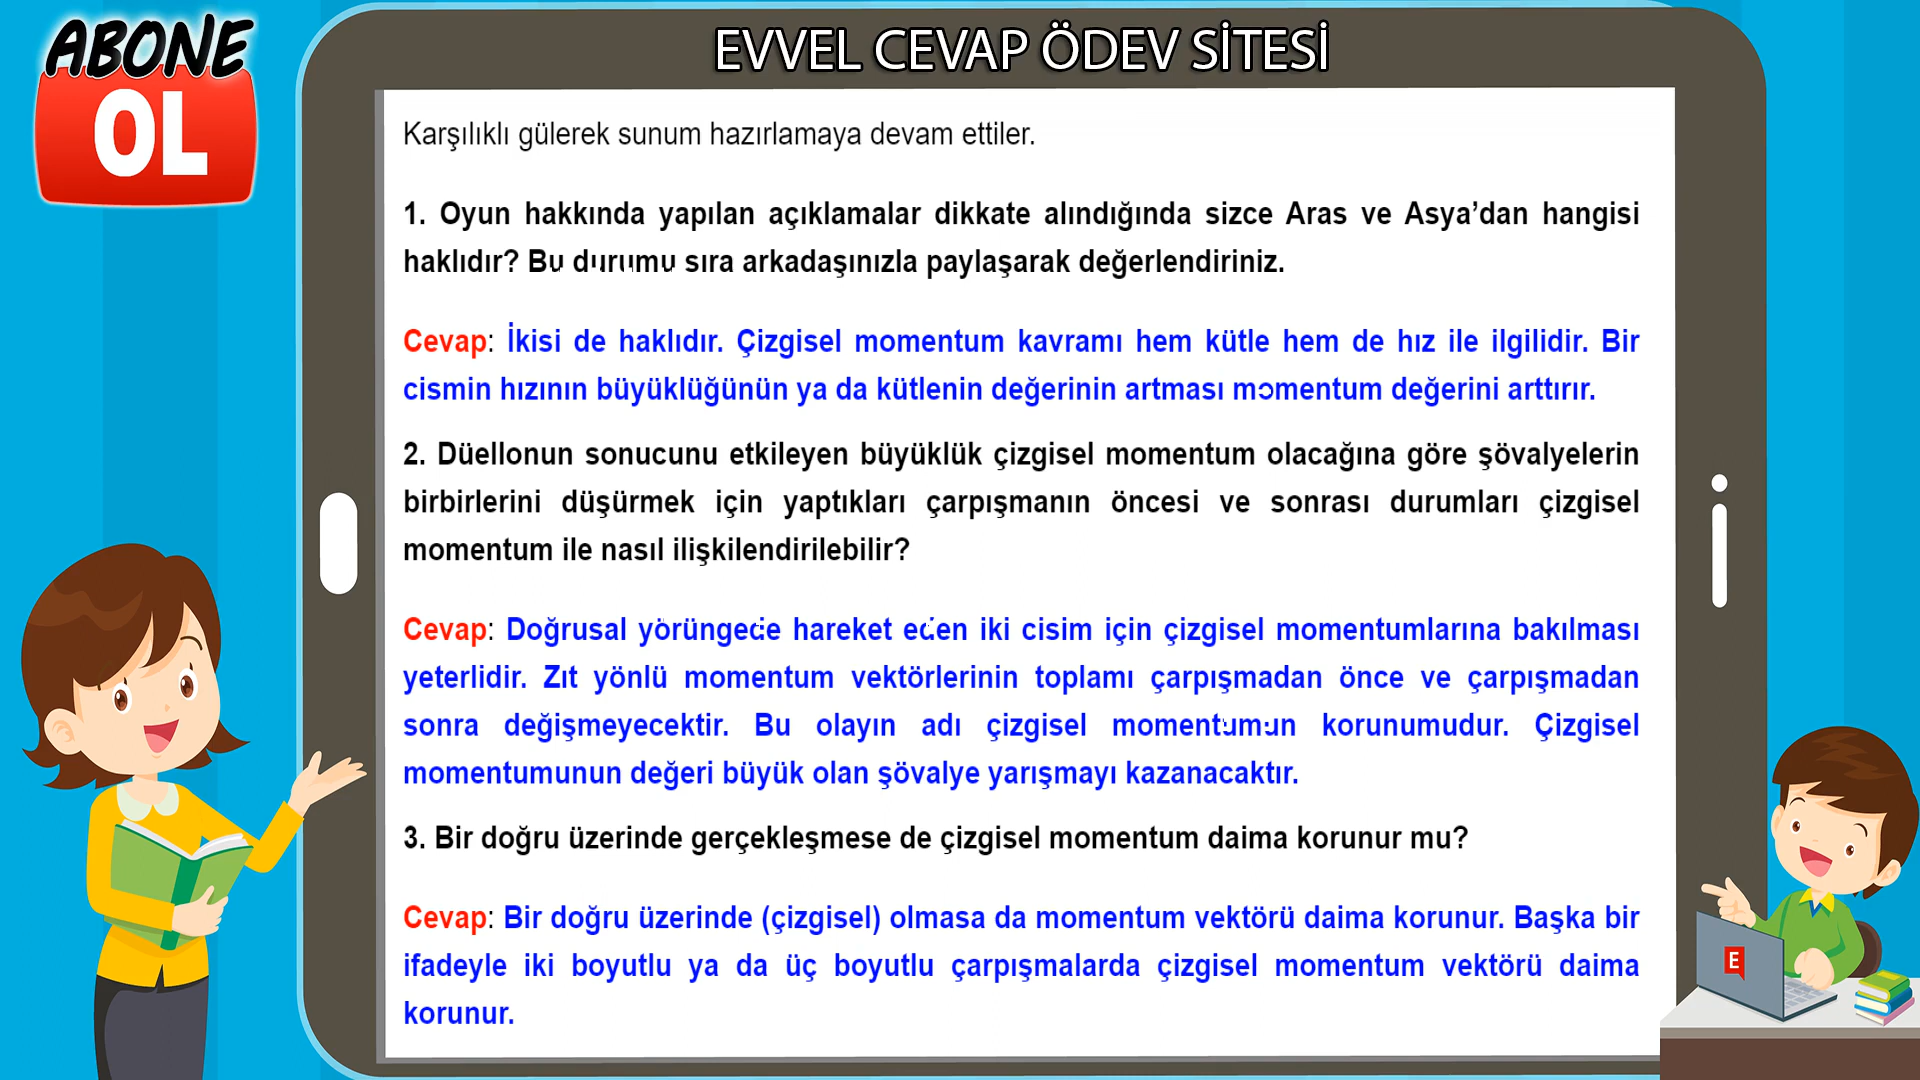 ABONE
OL
EVVEL CEVAP ÖDEV SİTESİ
Karşılıklı gülerek sunum hazırlamaya devam ettiler.
1. Oyun hakkında yapılan açıklamalar dikkate alındığında sizce Aras ve Asya’dan hangisi
haklıdır? Bu durumu sıra arkadaşınızla paylaşarak değerlendiriniz.
Cevap: İkisi de haklıdır. Çizgisel momentum kavramı hem kütle hem de hız ile ilgilidir. Bir
cismin hızının büyüklüğünün ya da kütlenin değerinin artması momentum değerini arttırır.
2. Düellonun sonucunu etkileyen büyüklük çizgisel momentum olacağına göre şövalyelerin
birbirlerini düşürmek için yaptıkları çarpışmanın öncesi ve sonrası durumları çizgisel
momentum ile nasıl ilişkilendirilebilir?
Cevap: Doğrusal yörüngede hareket eden iki cisim için çizgisel momentumlarına bakılması
yeterlidir. Zıt yönlü momentum vektörlerinin toplamı çarpışmadan önce ve çarpışmadan
sonra değişmeyecektir. Bu olayın adı çizgisel momentumun korunumudur. Çizgisel
momentumunun değeri büyük olan şövalye yarışmayı kazanacaktır.
3. Bir doğru üzerinde gerçekleşmese de çizgisel momentum daima korunur mu?
Cevap: Bir doğru üzerinde (çizgisel) olmasa da momentum vektörü daima korunur. Başka bir
ifadeyle iki boyutlu ya da üç boyutlu çarpışmalarda çizgisel momentum vektörü daima
korunur.
E